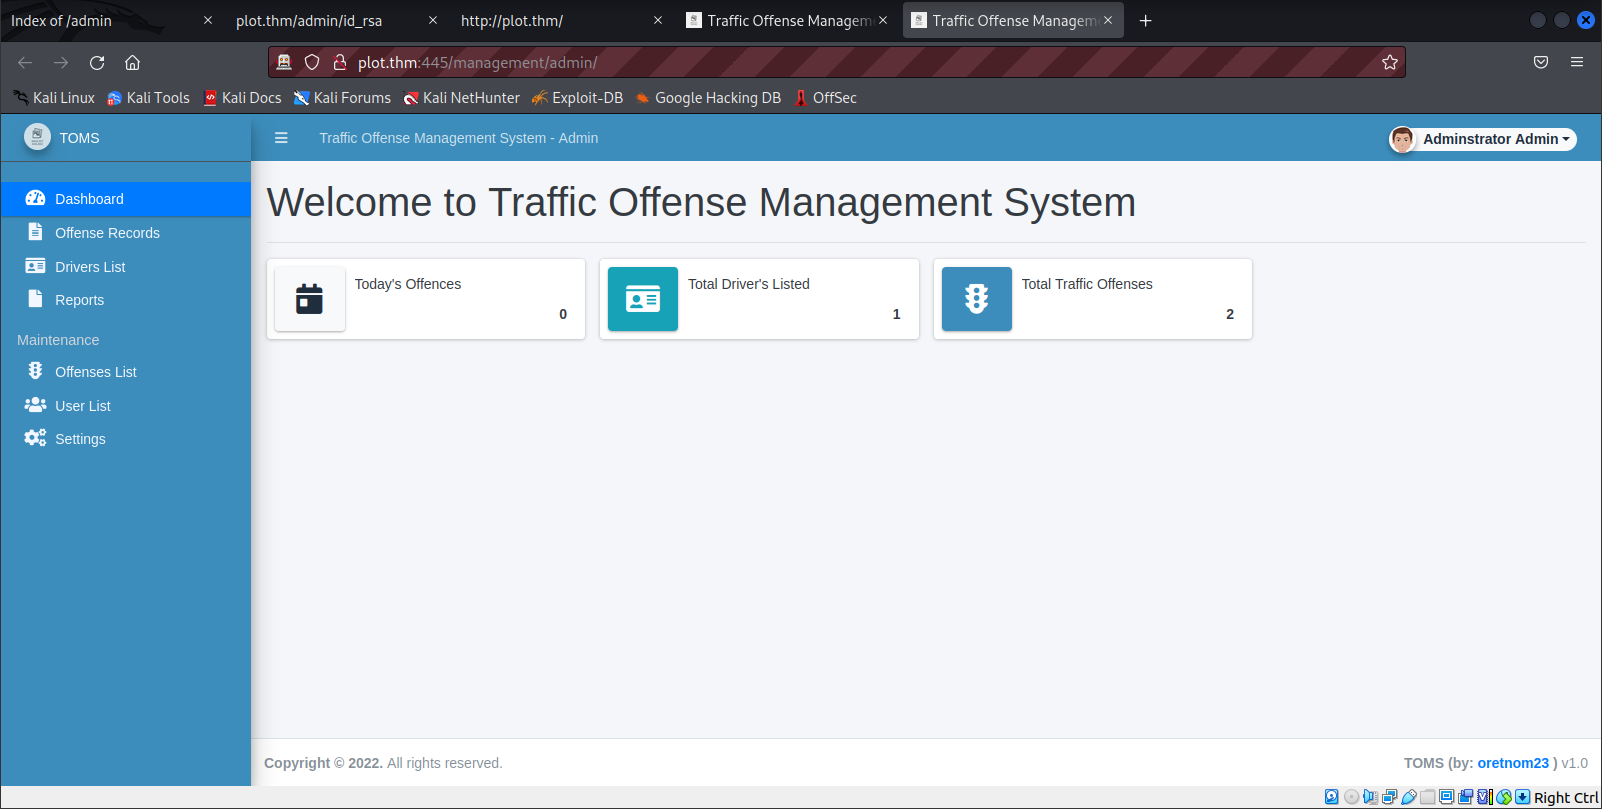 Index of /admin
plot.thm/admin/id_rsa
http://plot.thm/
Traffic Offense Managem
Traffic Offense Managem
plot.thm:445/management/admin/
Kali Linux
Kali Tools
Kali Docs
Kali Forums
Kali NetHunter
Exploit-DB
Google Hacking DB
OffSec
TOMS
Traffic Offense Management System - Admin
Adminstrator Admin
Dashboard
Offense Records
Drivers List
Reports
Maintenance
Offenses List
User List
Settings
Welcome to Traffic Offense Management System
Today's Offences
0
Total Driver's Listed
1
Total Traffic Offenses
2
Copyright © 2022. All rights reserved.
TOMS (by: oretnom23 ) v1.0
Right Ctrl